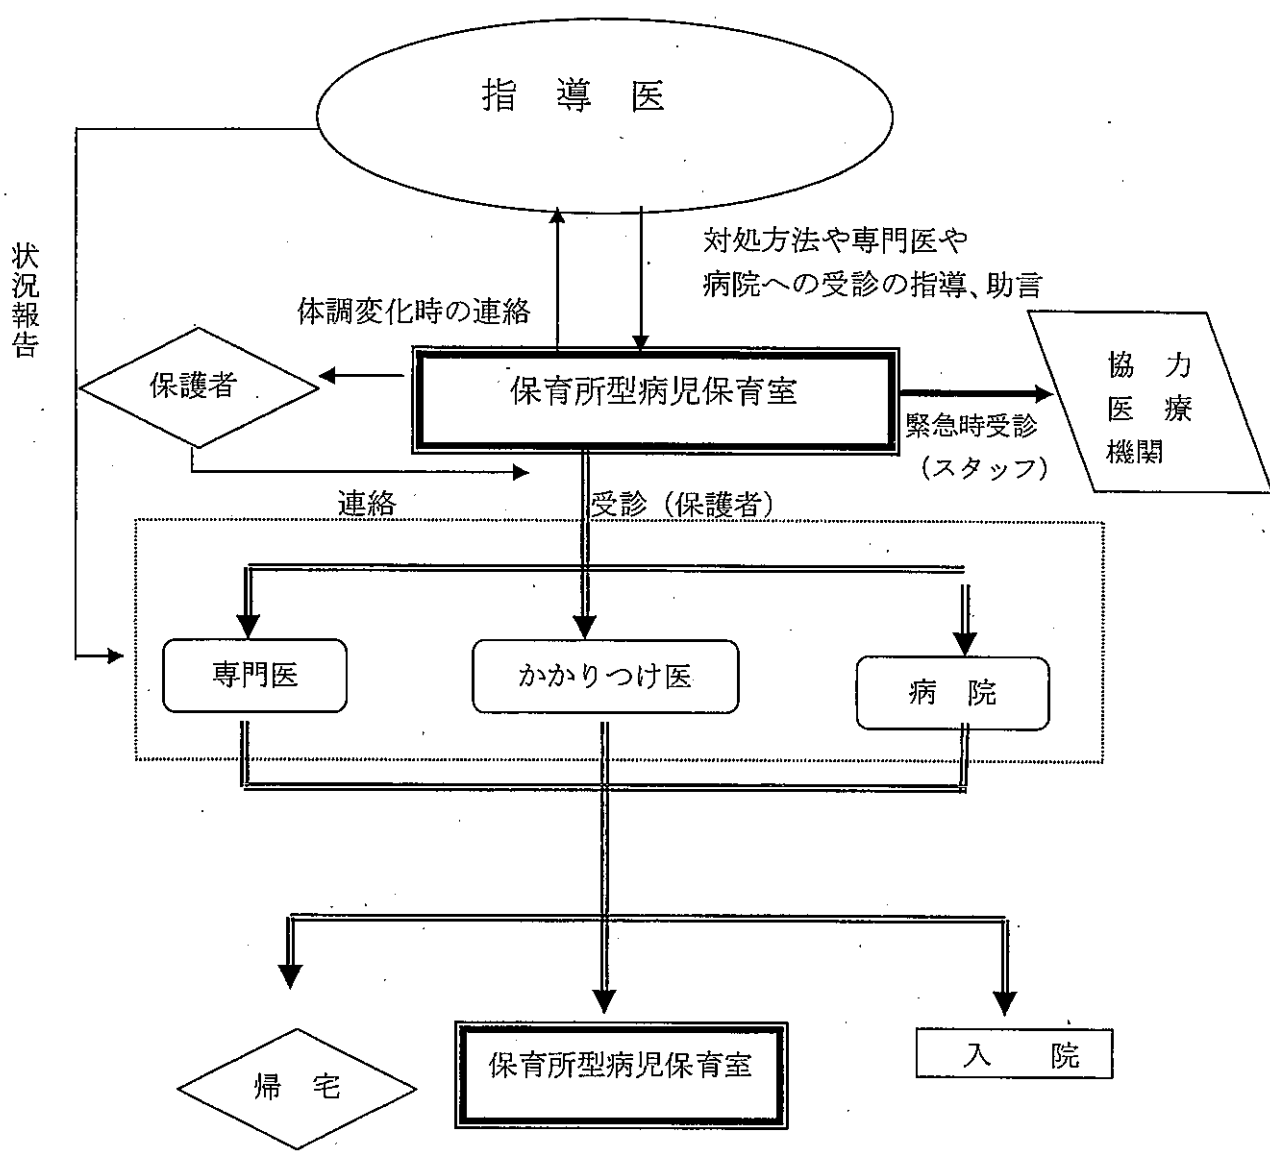 指 導 医
状況報告
対処方法や専門医や
病院への受診の指導、助言
体調変化時の連絡
保護者
保育所型病児保育室
協 力
医 療
機関
緊急時受診
（スタッフ）
連絡
受診（保護者）
専門医
かかりつけ医
病 院
帰 宅
保育所型病児保育室
入 院